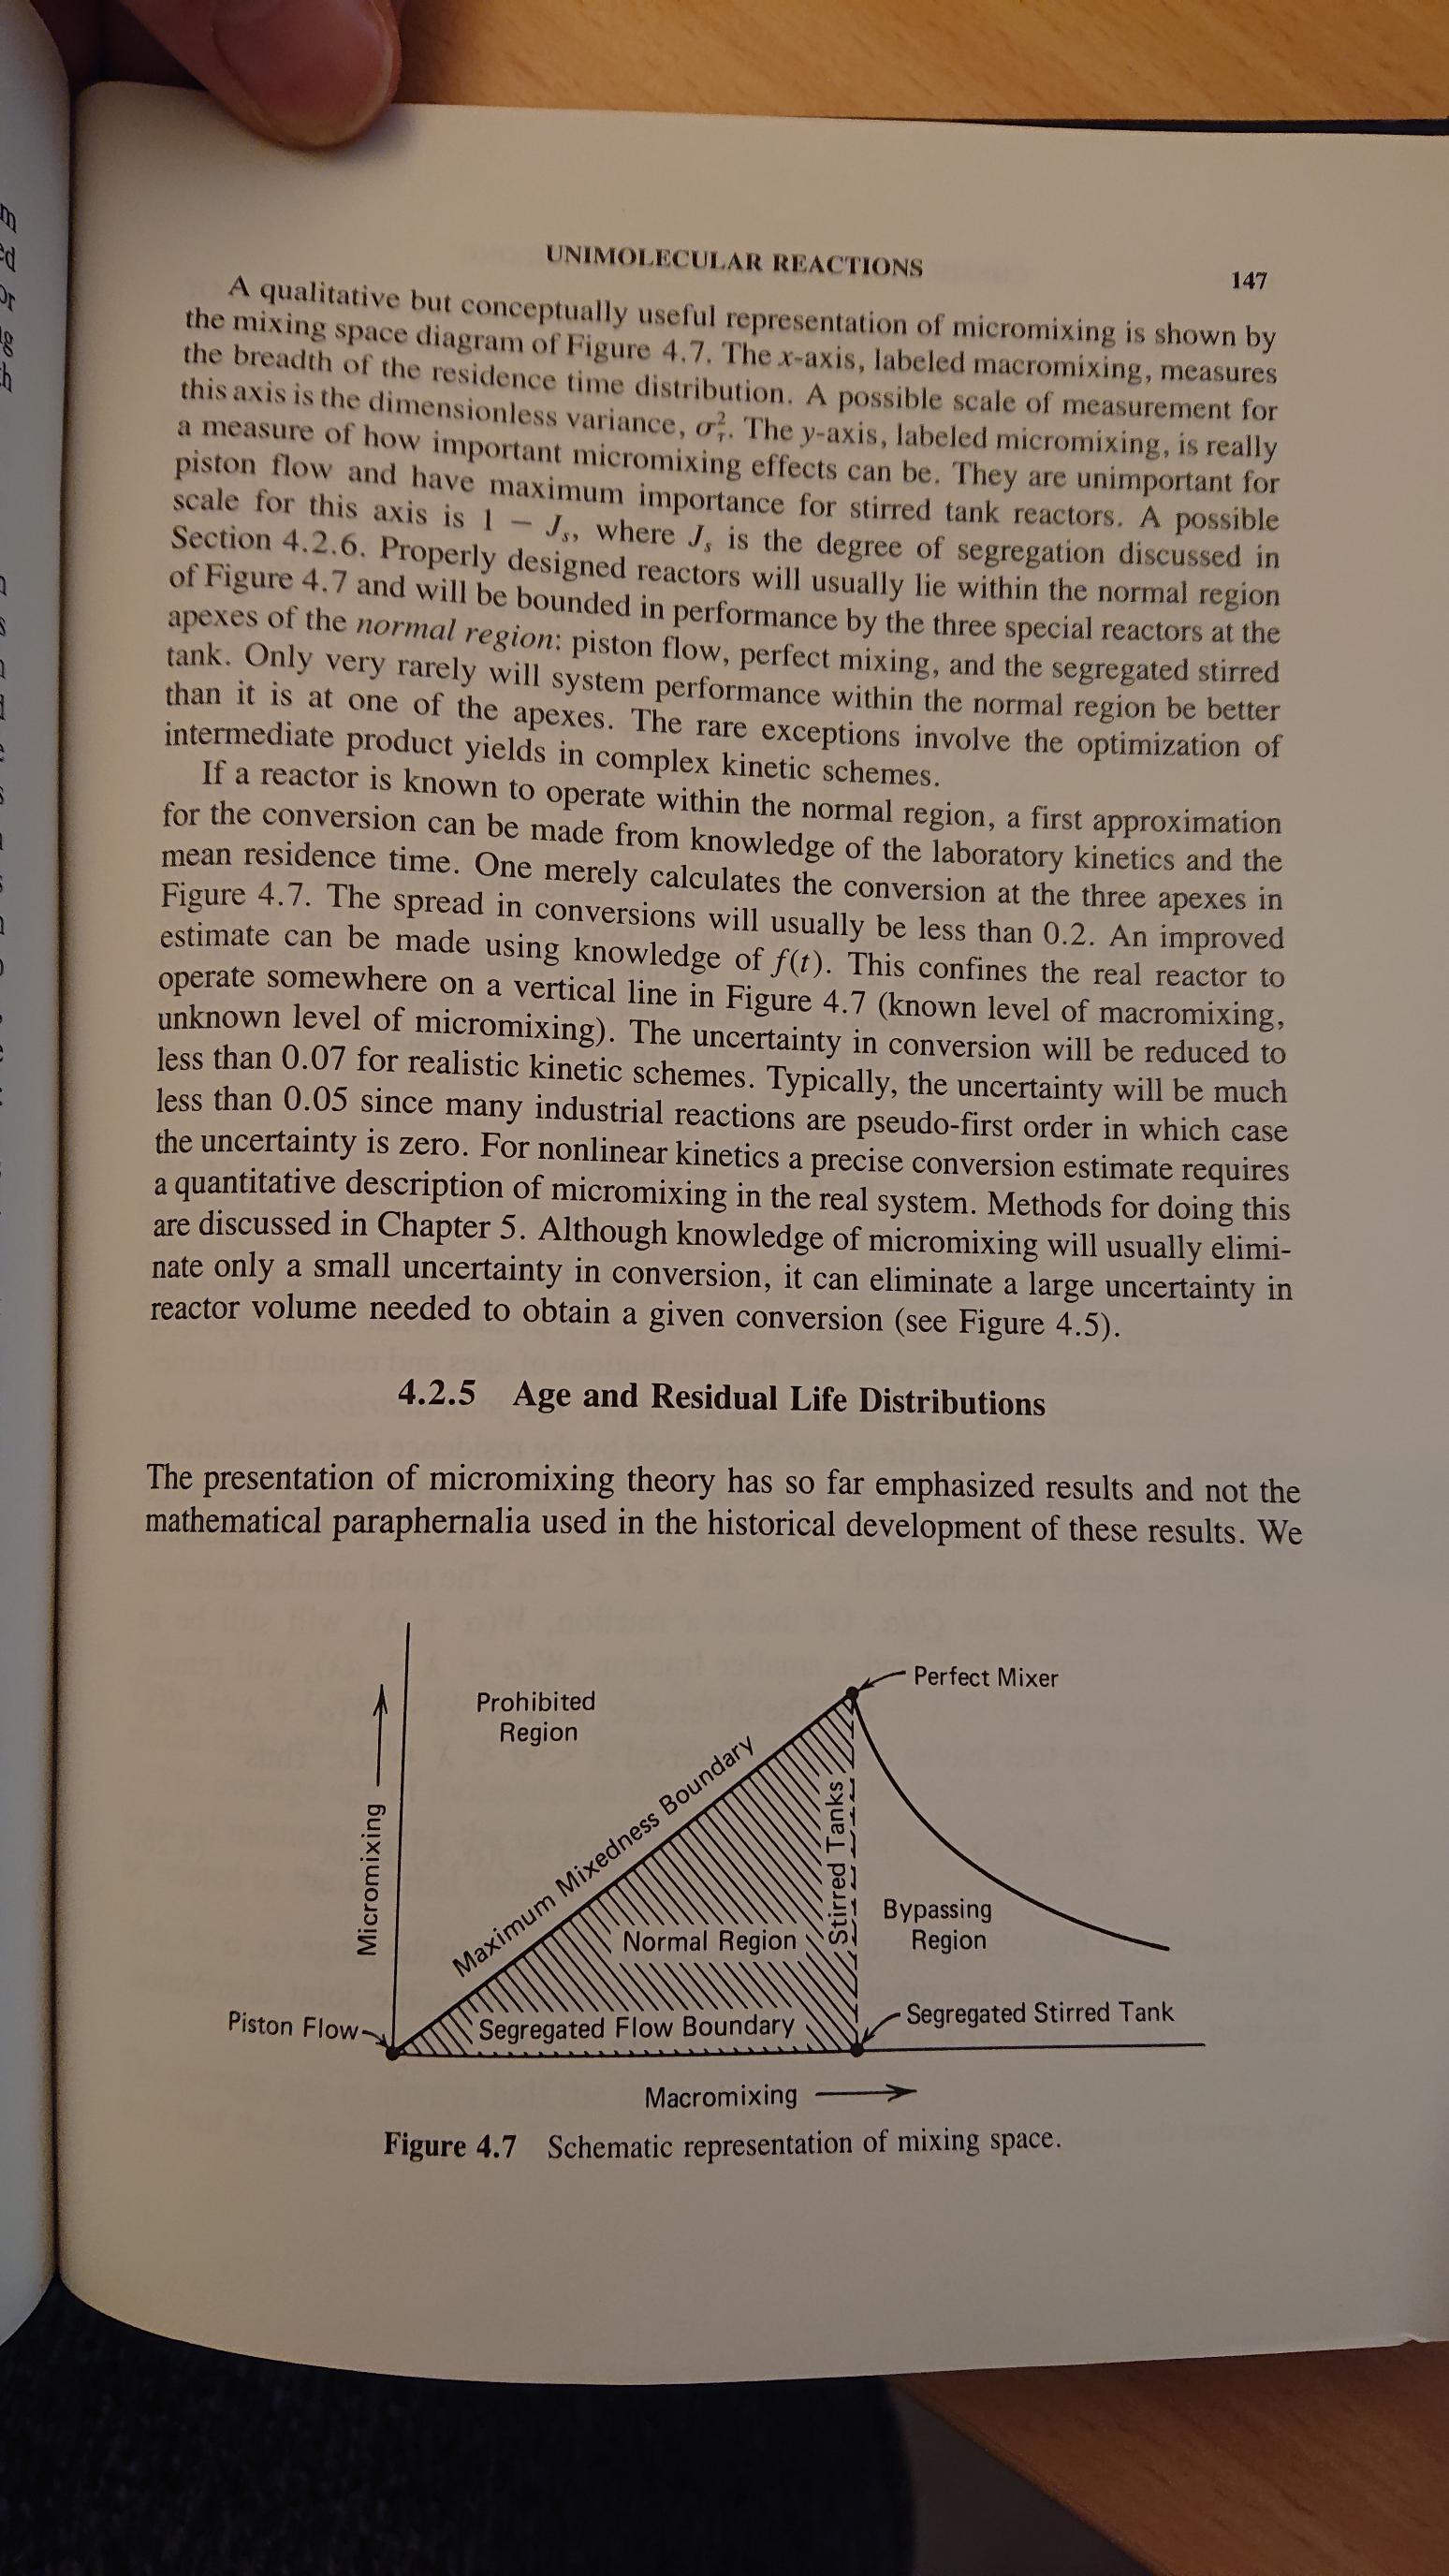 UNIMOLECULAR REACTIONS
147
A qualitative but conceptually useful representation of micromixing is shown by
the mixing space diagram of Figure 4.7. The x-axis, labeled macromixing, measures
the breadth of the residence time distribution. A possible scale of measurement for
this axis is the dimensionless variance, σ²τ. The y-axis, labeled micromixing, is really
a measure of how important micromixing effects can be. They are unimportant for
piston flow and have maximum importance for stirred tank reactors. A possible
scale for this axis is 1 − Js, where Js is the degree of segregation discussed in
Section 4.2.6. Properly designed reactors will usually lie within the normal region
of Figure 4.7 and will be bounded in performance by the three special reactors at the
apexes of the normal region: piston flow, perfect mixing, and the segregated stirred
tank. Only very rarely will system performance within the normal region be better
than it is at one of the apexes. The rare exceptions involve the optimization of
intermediate product yields in complex kinetic schemes.
If a reactor is known to operate within the normal region, a first approximation
for the conversion can be made from knowledge of the laboratory kinetics and the
mean residence time. One merely calculates the conversion at the three apexes in
Figure 4.7. The spread in conversions will usually be less than 0.2. An improved
estimate can be made using knowledge of f(t). This confines the real reactor to
operate somewhere on a vertical line in Figure 4.7 (known level of macromixing,
unknown level of micromixing). The uncertainty in conversion will be reduced to
less than 0.07 for realistic kinetic schemes. Typically, the uncertainty will be much
less than 0.05 since many industrial reactions are pseudo-first order in which case
the uncertainty is zero. For nonlinear kinetics a precise conversion estimate requires
a quantitative description of micromixing in the real system. Methods for doing this
are discussed in Chapter 5. Although knowledge of micromixing will usually elimi-
nate only a small uncertainty in conversion, it can eliminate a large uncertainty in
reactor volume needed to obtain a given conversion (see Figure 4.5).
4.2.5 Age and Residual Life Distributions
The presentation of micromixing theory has so far emphasized results and not the
mathematical paraphernalia used in the historical development of these results. We
Perfect Mixer
Prohibited
Region
Micromixing
Maximum Mixedness Boundary
Stirred Tanks
Bypassing
Region
Normal Region
Piston Flow
Segregated Flow Boundary
Segregated Stirred Tank
Macromixing
Figure 4.7 Schematic representation of mixing space.